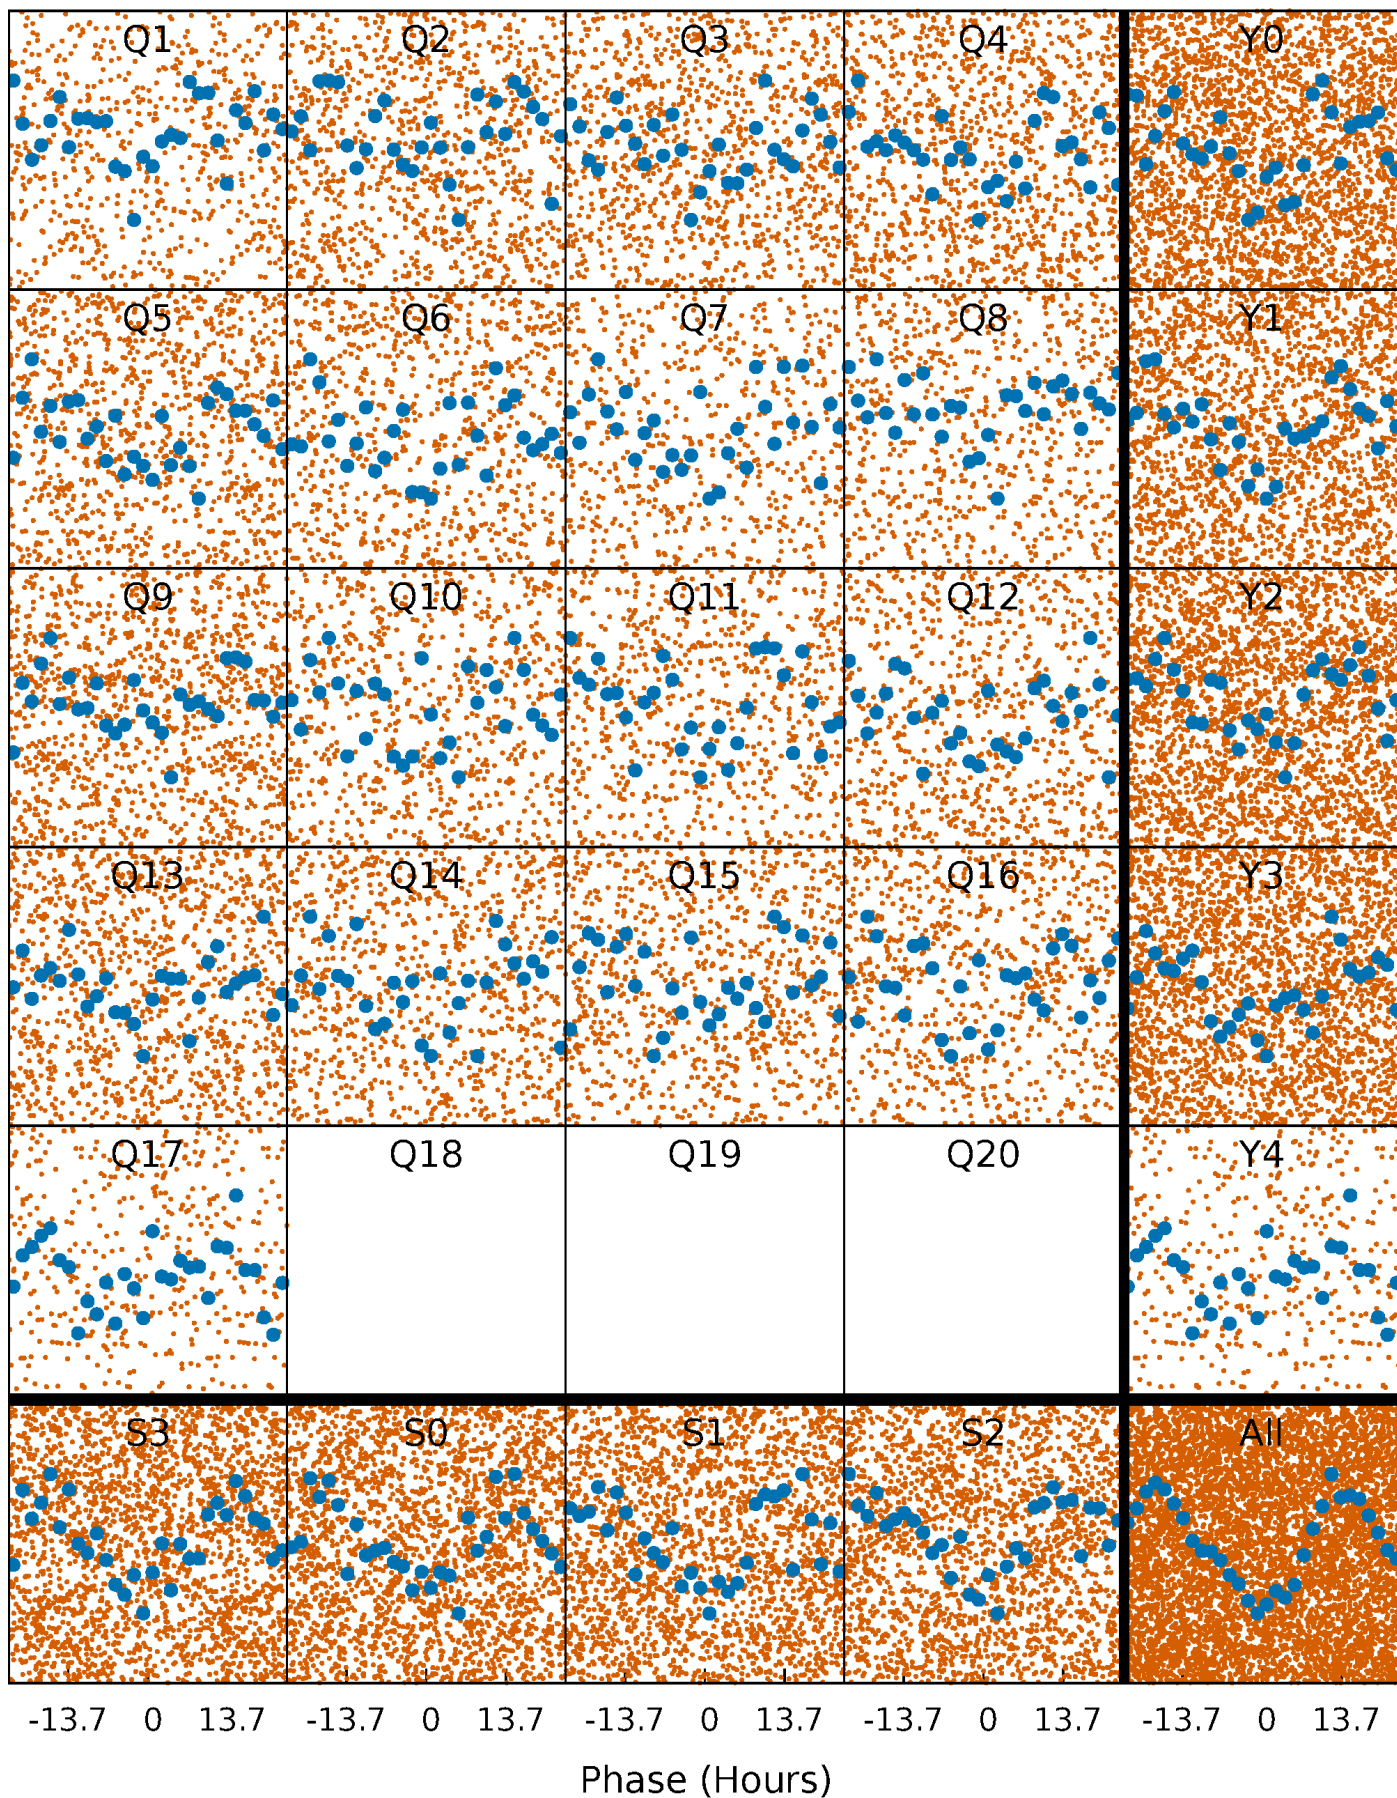 Q1 Q2 Q3 Q4 Y0
Q5 Q6 Q7 Q8 Y1
Q9 Q10 Q11 Q12 Y2
Q13 Q14 Q15 Q16 Y3
Q17 Q18 Q19 Q20 Y4
S3 S0 S1 S2 All
-13.7 0 13.7 -13.7 0 13.7 -13.7 0 13.7 -13.7 0 13.7 -13.7 0 13.7
Phase (Hours)